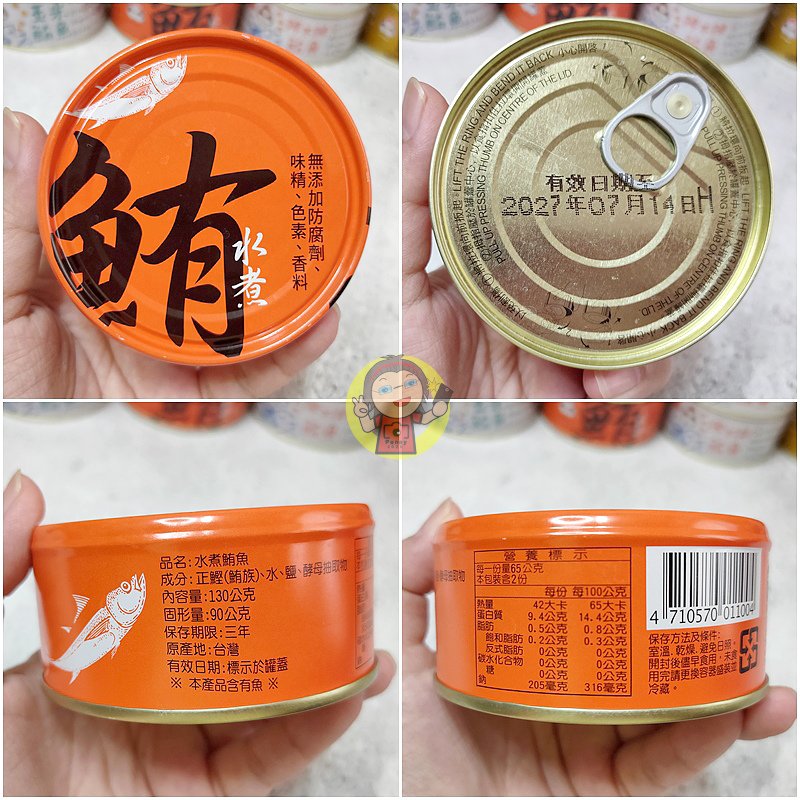 鮪
水煮
無添加防腐劑、
味精、色素、香料
LIFT THE RING AND BEND IT BACK 小心開啓!
PULL UP PRESSING THUMB ON CENTRE OF THE LID.
有效日期至
2027年07月14日H
品名:水煮鮪魚
成分:正鰹(鮪族)、水、鹽、酵母抽取物
內容量:130公克
固形量:90公克
保存期限:三年
原產地:台灣
有效日期:標示於罐蓋
※ 本產品含有魚 ※
營養標示
每一份量65公克
本包裝含2份
每份 每100公克
熱量 42大卡 65大卡
蛋白質 9.4公克 14.4公克
脂肪 0.5公克 0.8公克
飽和脂肪 0.2公克 0.3公克
反式脂肪 0公克 0公克
碳水化合物 0公克 0公克
糖 0公克 0公克
鈉 205毫克 316毫克
4 710570 011004
保存方法及條件:
室溫、乾燥、避免日照,
開封後儘早食用,未食
用完請更換容器盛裝並
冷藏。
Penny